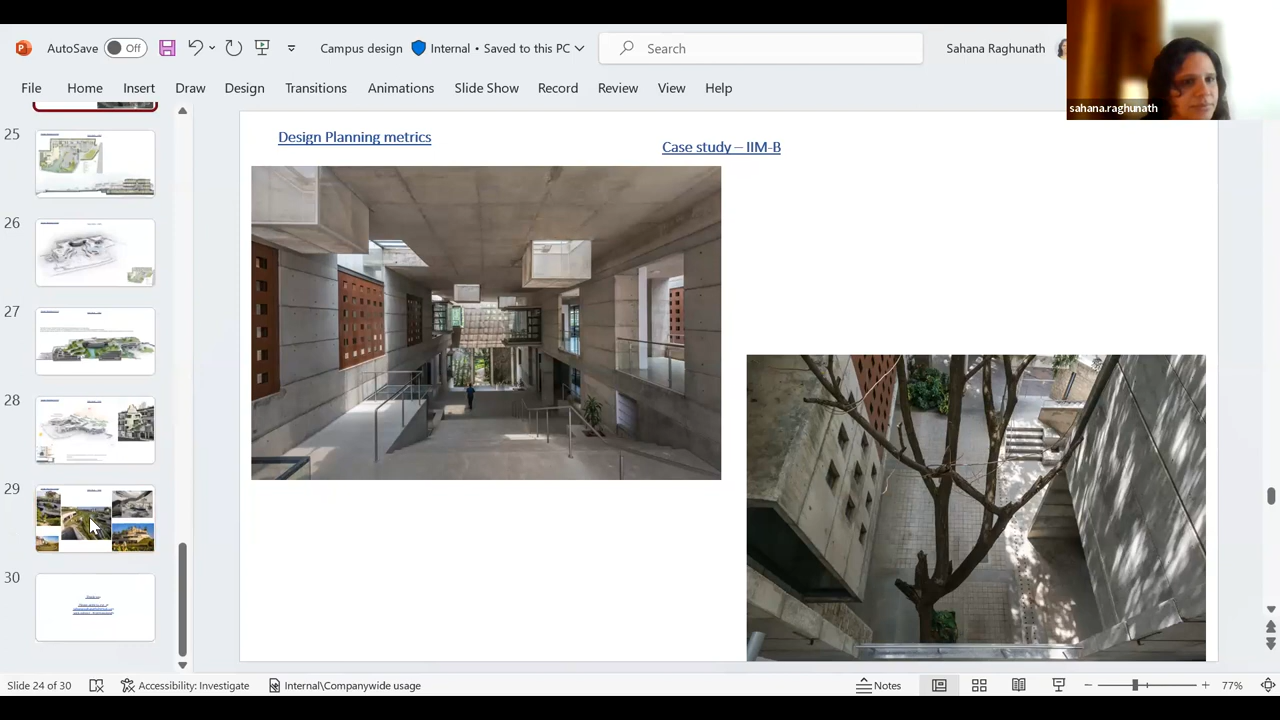 AutoSave Off Campus design Internal • Saved to this PC Search Sahana Raghunath
File Home Insert Draw Design Transitions Animations Slide Show Record Review View Help
sahana.raghunath
25
26
27
28
29
30
Design Planning metrics
Case study – IIM-B
Slide 24 of 30 Accessibility: Investigate Internal\Companywide usage Notes 77%